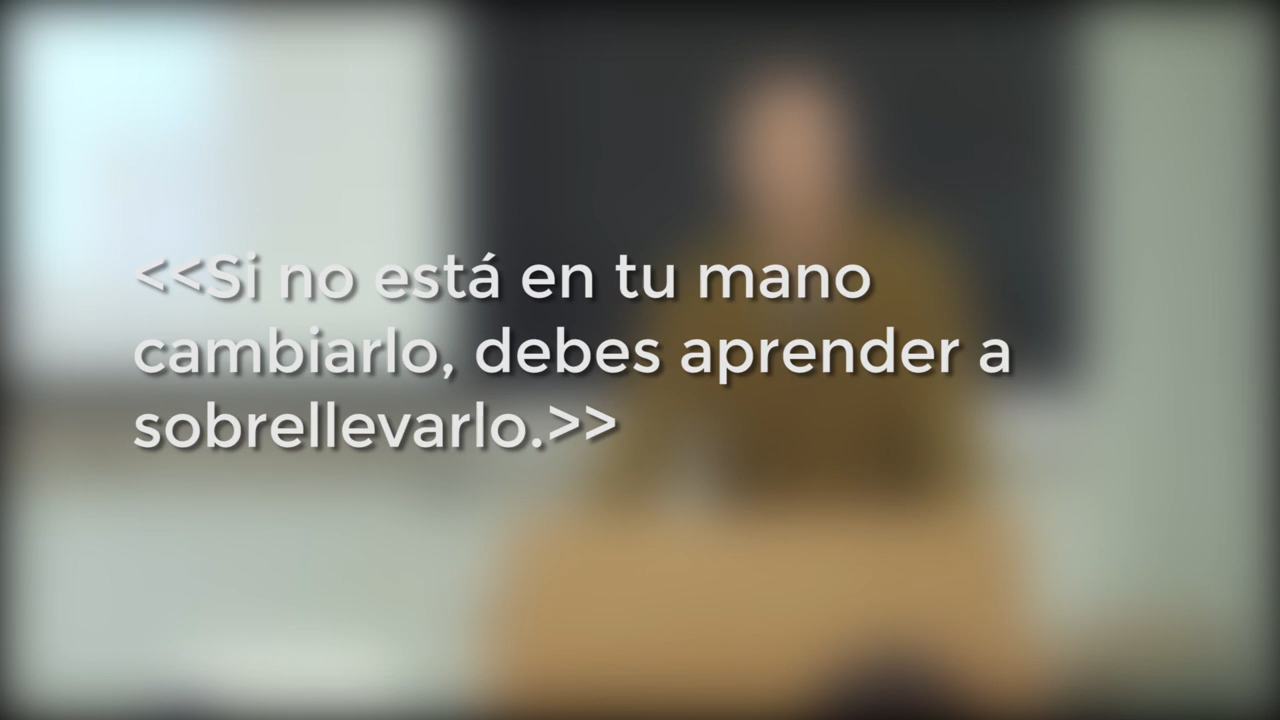 <<Si no está en tu mano
cambiarlo, debes aprender a
sobrellevarlo.>>